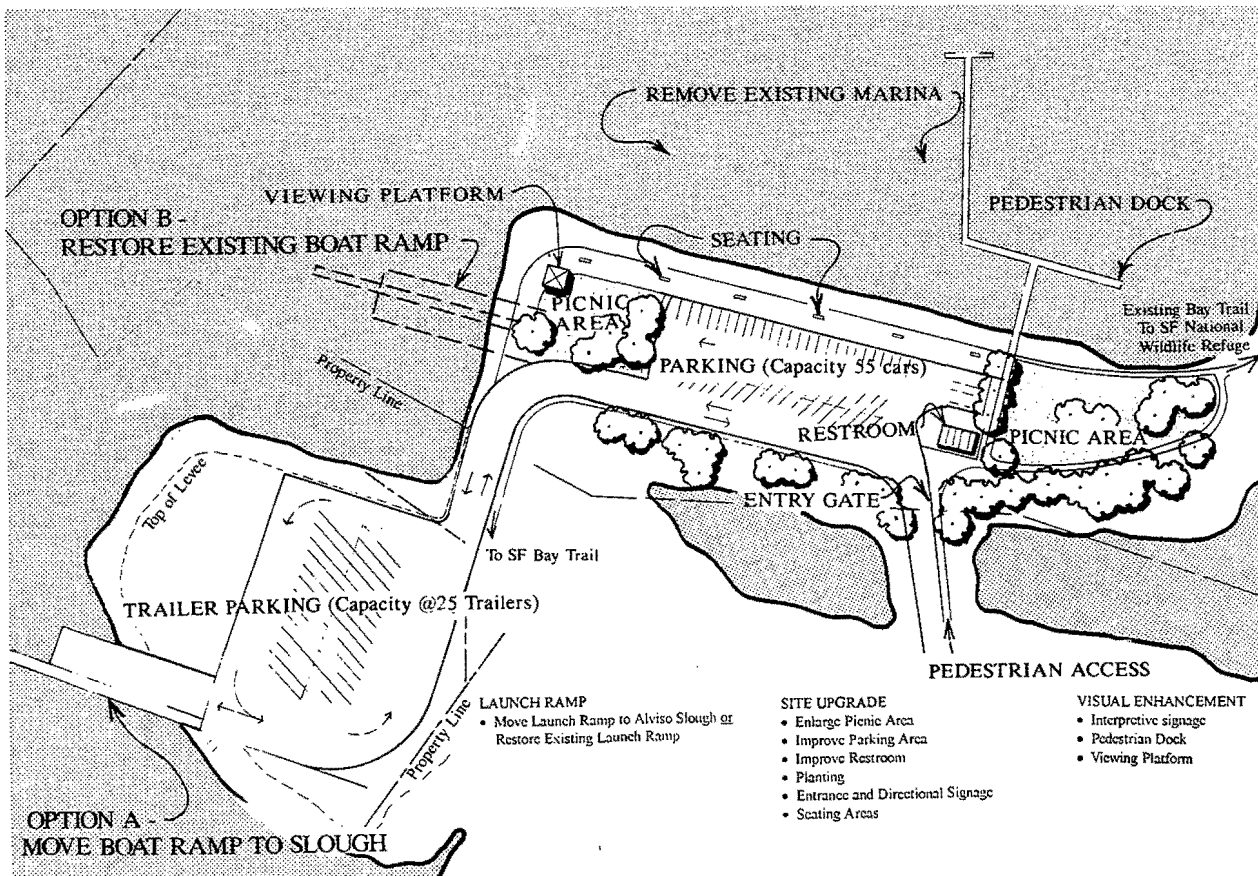 REMOVE EXISTING MARINA
VIEWING PLATFORM
OPTION B -
RESTORE EXISTING BOAT RAMP
SEATING
PEDESTRIAN DOCK
PICNIC
AREA
Existing Bay Trail
To SF National
Wildlife Refuge
Property Line
PARKING (Capacity 55 cars)
RESTROOM
PICNIC AREA
ENTRY GATE
Top of Levee
To SF Bay Trail
TRAILER PARKING (Capacity @25 Trailers)
PEDESTRIAN ACCESS
Property Line
LAUNCH RAMP
• Move Launch Ramp to Alviso Slough or
Restore Existing Launch Ramp
SITE UPGRADE
• Enlarge Picnic Area
• Improve Parking Area
• Improve Restroom
• Planting
• Entrance and Directional Signage
• Seating Areas
VISUAL ENHANCEMENT
• Interpretive signage
• Pedestrian Dock
• Viewing Platform
OPTION A -
MOVE BOAT RAMP TO SLOUGH